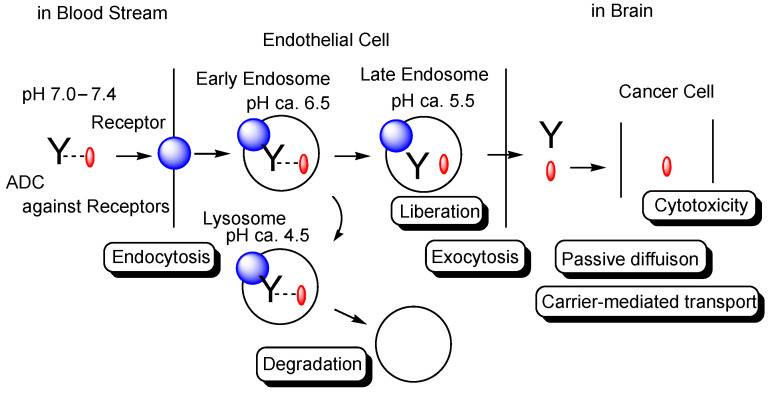 in Blood Stream
in Brain
Endothelial Cell
Early Endosome
pH ca. 6.5
Late Endosome
pH ca. 5.5
pH 7.0–7.4
Receptor
Cancer Cell
Y
Y
Y
Y
ADC
against Receptors
Liberation
Cytotoxicity
Lysosome
pH ca. 4.5
Endocytosis
Exocytosis
Passive diffuison
Y
Carrier-mediated transport
Degradation